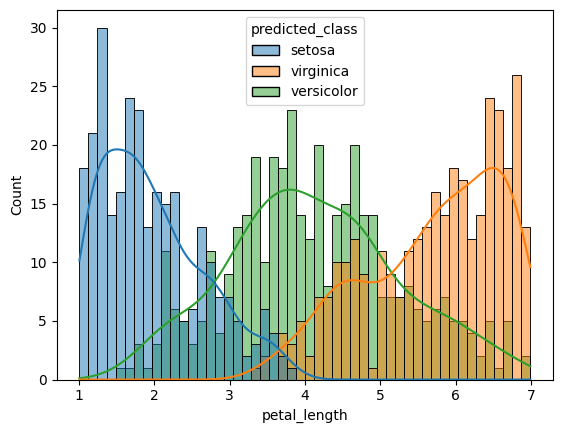 predicted_class
setosa
virginica
versicolor
30
25
20
15
10
5
0
Count
1 2 3 4 5 6 7
petal_length